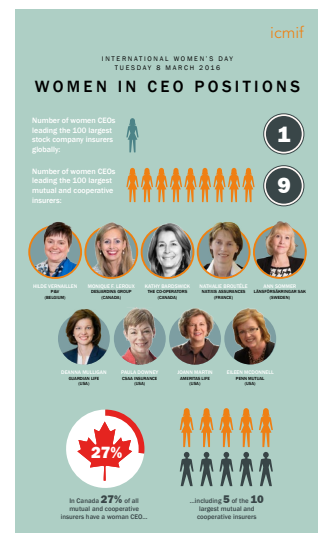 icmif
INTERNATIONAL WOMEN'S DAY
TUESDAY 8 MARCH 2016
WOMEN IN CEO POSITIONS
Number of women CEOs
leading the 100 largest
stock company insurers
globally:
1
Number of women CEOs
leading the 100 largest
mutual and cooperative
insurers:
9
HILDE VERNAILLEN
P&V
(BELGIUM)
MONIQUE F. LEROUX
DESJARDINS GROUP
(CANADA)
KATHY BARDSWICK
THE CO-OPERATORS
(CANADA)
NATHALIE BROUTÈLE
NATIVE ASSURANCES
(FRANCE)
ANN SOMMER
LÄNSFÖRSÄKRINGAR SAK
(SWEDEN)
DEANNA MULLIGAN
GUARDIAN LIFE
(USA)
PAULA DOWNEY
CSAA INSURANCE
(USA)
JOANN MARTIN
AMERITAS LIFE
(USA)
EILEEN MCDONNELL
PENN MUTUAL
(USA)
27%
In Canada 27% of all
mutual and cooperative
insurers have a woman CEO...
...including 5 of the 10
largest mutual and
cooperative insurers